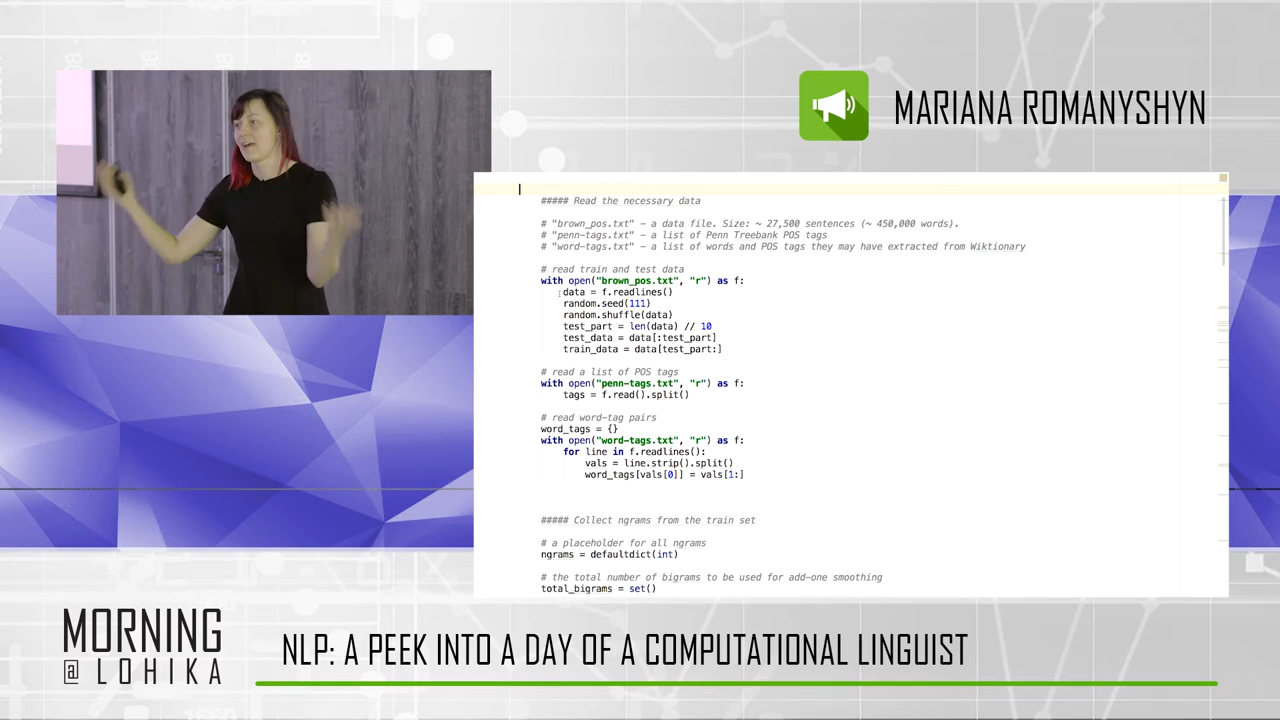 MARIANA ROMANYSHYN
##### Read the necessary data
# "brown_pos.txt" – a data file. Size: ~ 27,500 sentences (~ 450,000 words).
# "penn-tags.txt" – a list of Penn Treebank POS tags
# "word-tags.txt" – a list of words and POS tags they may have extracted from Wiktionary
# read train and test data
with open("brown_pos.txt", "r") as f:
data = f.readlines()
random.seed(111)
random.shuffle(data)
test_part = len(data) // 10
test_data = data[:test_part]
train_data = data[test_part:]
# read a list of POS tags
with open("penn-tags.txt", "r") as f:
tags = f.read().split()
# read word-tag pairs
word_tags = {}
with open("word-tags.txt", "r") as f:
for line in f.readlines():
vals = line.strip().split()
word_tags[vals[0]] = vals[1:]
##### Collect ngrams from the train set
# a placeholder for all ngrams
ngrams = defaultdict(int)
# the total number of bigrams to be used for add-one smoothing
total_bigrams = set()
MORNING
@ LOHIKA
NLP: A PEEK INTO A DAY OF A COMPUTATIONAL LINGUIST